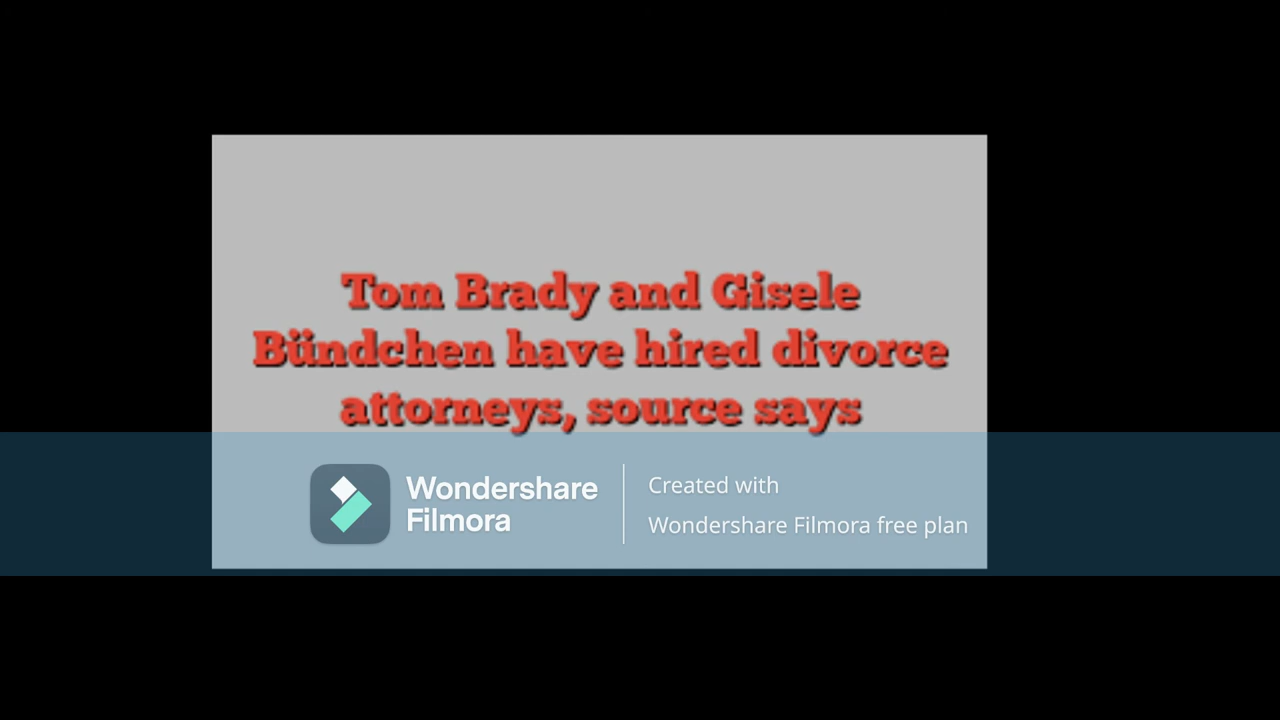 Tom Brady and Gisele
Bündchen have hired divorce
attorneys, source says
Wondershare
Filmora
Created with
Wondershare Filmora free plan